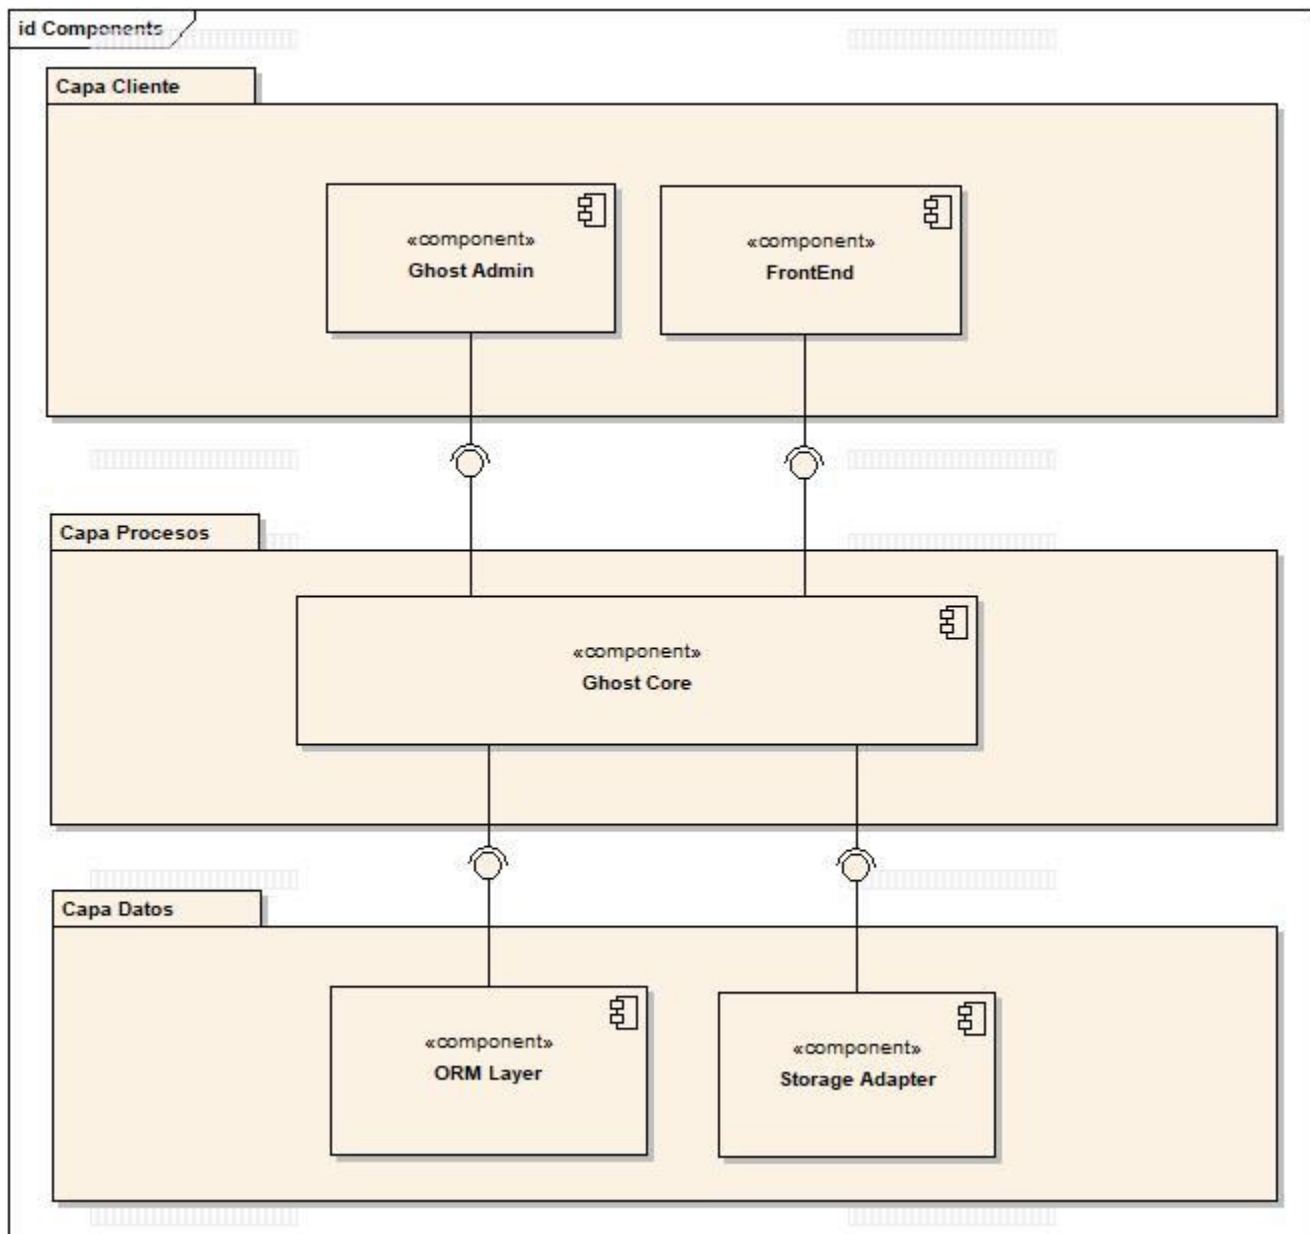 id Components
Capa Cliente
«component»
Ghost Admin
«component»
FrontEnd
Capa Procesos
«component»
Ghost Core
Capa Datos
«component»
ORM Layer
«component»
Storage Adapter